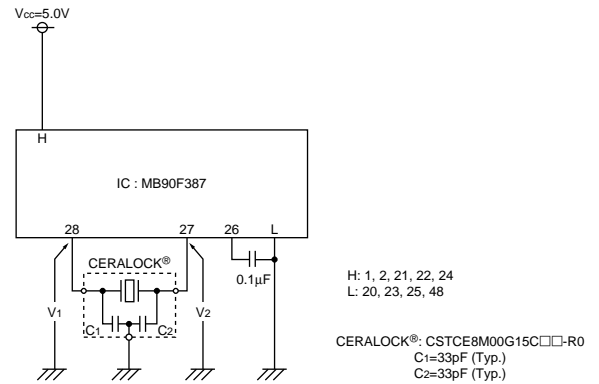 Vcc=5.0V
H
IC : MB90F387
28 27 26 L
CERALOCK®
0.1μF
V1 C1 C2 V2
H: 1, 2, 21, 22, 24
L: 20, 23, 25, 48
CERALOCK®: CSTCE8M00G15C□□-R0
C1=33pF (Typ.)
C2=33pF (Typ.)